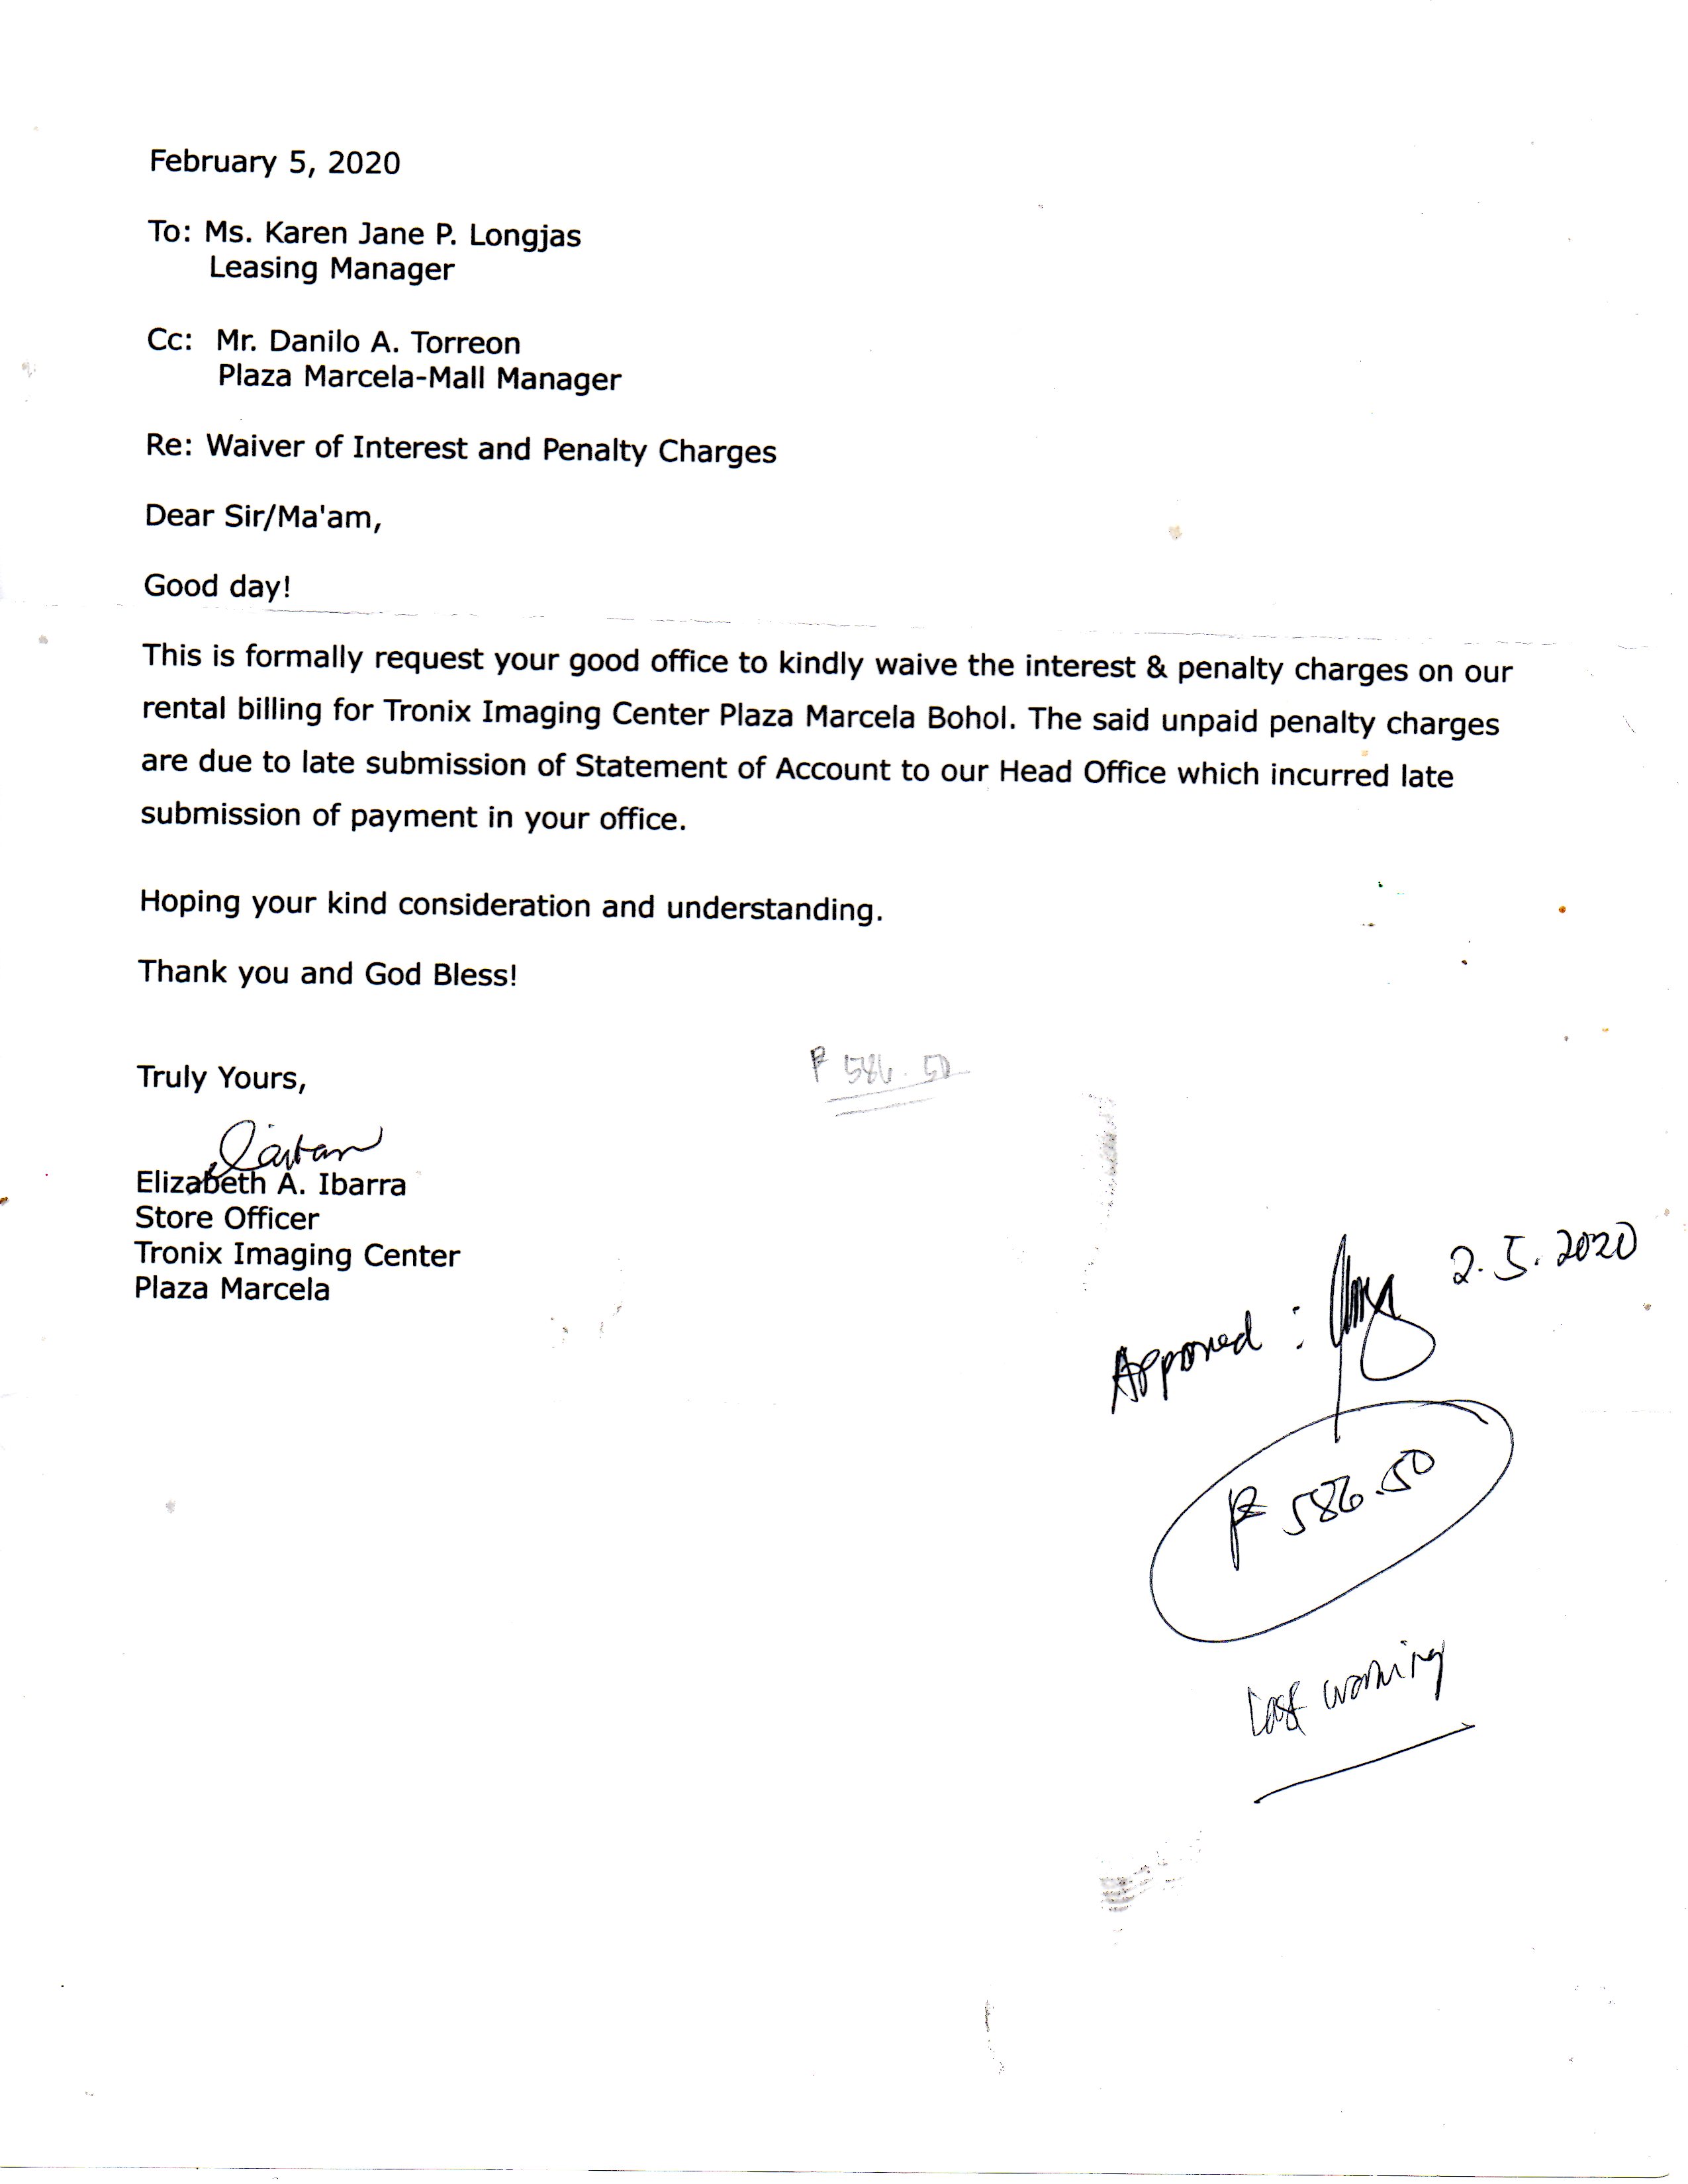 February 5, 2020
To: Ms. Karen Jane P. Longjas
Leasing Manager
Cc: Mr. Danilo A. Torreon
Plaza Marcela-Mall Manager
Re: Waiver of Interest and Penalty Charges
Dear Sir/Ma'am,
Good day!
This is formally request your good office to kindly waive the interest & penalty charges on our
rental billing for Tronix Imaging Center Plaza Marcela Bohol. The said unpaid penalty charges
are due to late submission of Statement of Account to our Head Office which incurred late
submission of payment in your office.
Hoping your kind consideration and understanding.
Thank you and God Bless!
₱ 586.50
Truly Yours,
Elizabeth A. Ibarra
Store Officer
Tronix Imaging Center
Plaza Marcela
2.5.2020
Approved :
₱ 586.50
Last warning